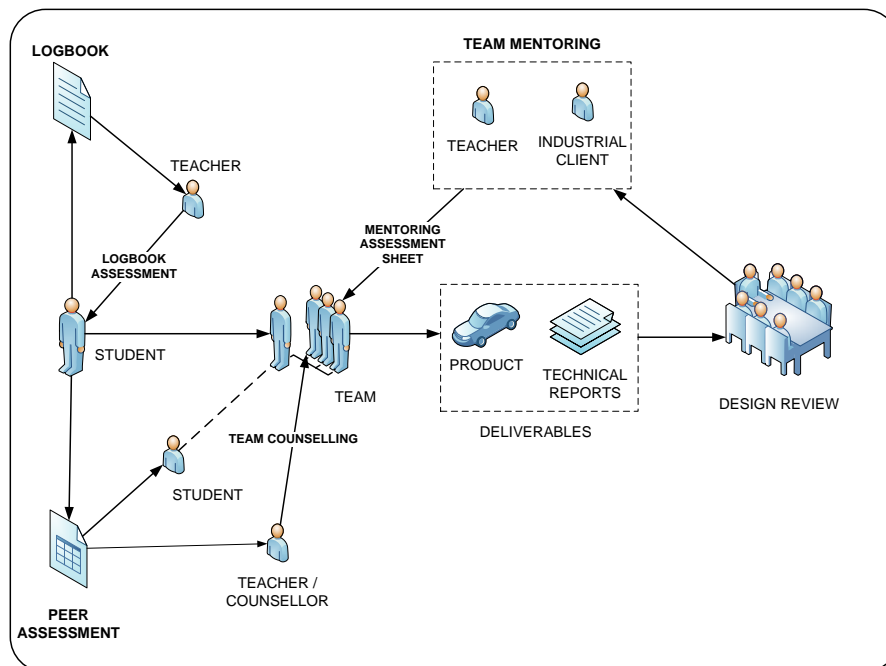 LOGBOOK
TEAM MENTORING
TEACHER
INDUSTRIAL
CLIENT
TEACHER
LOGBOOK
ASSESSMENT
MENTORING
ASSESSMENT
SHEET
STUDENT
TEAM
PRODUCT
TECHNICAL
REPORTS
DELIVERABLES
DESIGN REVIEW
TEAM COUNSELLING
STUDENT
TEACHER /
COUNSELLOR
PEER
ASSESSMENT